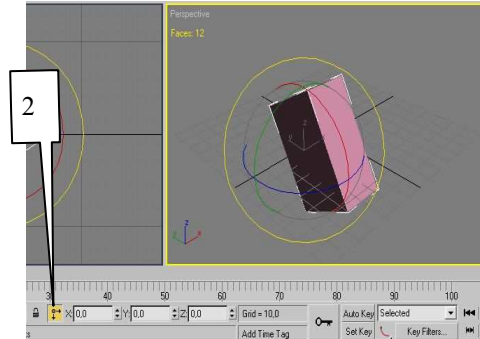 Perspective
Faces: 12
2
z
y
x
z
x
30 40 50 60 70 80 90 100
X: 0,0 Y: 0,0 Z: 0,0 Grid = 10,0 Auto Key Selected
Add Time Tag Set Key Key Filters...